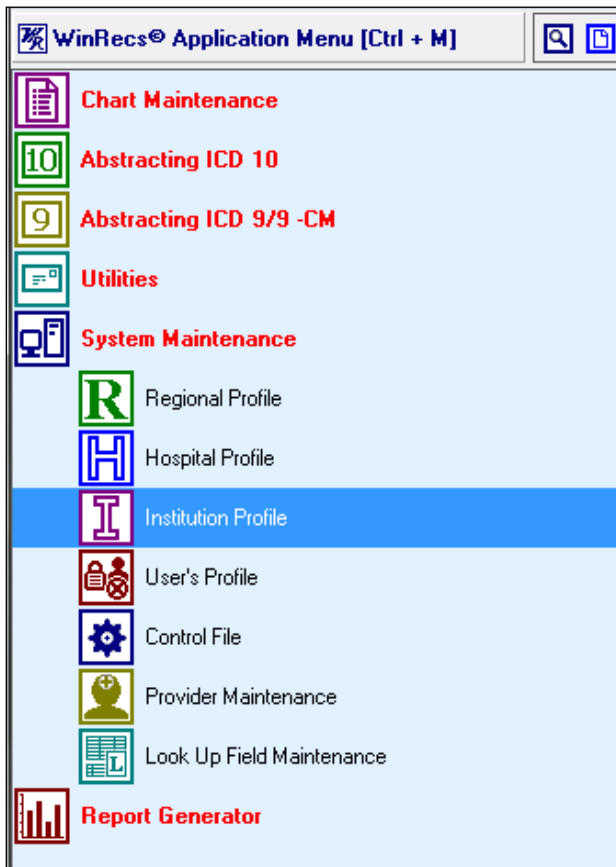 WinRecs® Application Menu [Ctrl + M]
Chart Maintenance
10 Abstracting ICD 10
9 Abstracting ICD 9/9 -CM
Utilities
System Maintenance
R Regional Profile
H Hospital Profile
I Institution Profile
User's Profile
Control File
Provider Maintenance
L Look Up Field Maintenance
Report Generator